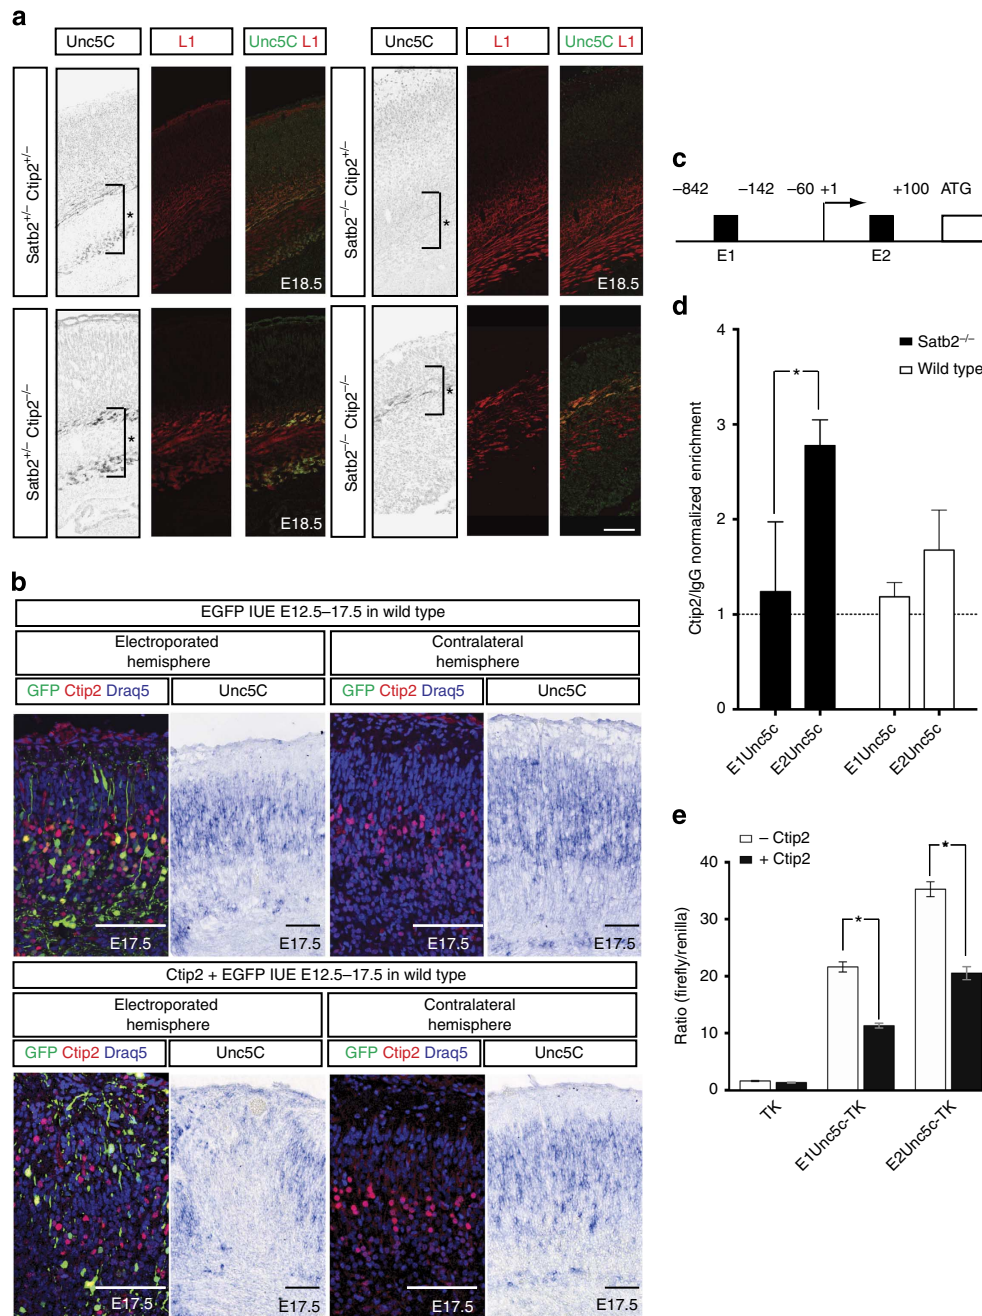 a
Unc5C L1 Unc5C L1 Unc5C L1 Unc5C L1
Satb2+/– Ctip2+/–
*
E18.5
Satb2–/– Ctip2+/–
*
E18.5
Satb2+/– Ctip2–/–
*
E18.5
Satb2–/– Ctip2–/–
*
b
EGFP IUE E12.5–17.5 in wild type
Electroporated
hemisphere
Contralateral
hemisphere
GFP Ctip2 Draq5 Unc5C GFP Ctip2 Draq5 Unc5C
E17.5 E17.5 E17.5 E17.5
Ctip2 + EGFP IUE E12.5–17.5 in wild type
Electroporated
hemisphere
Contralateral
hemisphere
GFP Ctip2 Draq5 Unc5C GFP Ctip2 Draq5 Unc5C
E17.5 E17.5 E17.5 E17.5
c
–842 –142 –60 +1 +100 ATG
E1 E2
d
Ctip2/IgG normalized enrichment
4
3
2
1
0
*
Satb2–/–
Wild type
E1Unc5c E2Unc5c E1Unc5c E2Unc5c
e
– Ctip2
+ Ctip2
Ratio (firefly/renilla)
40
30
20
10
0
* *
TK E1Unc5c-TK E2Unc5c-TK